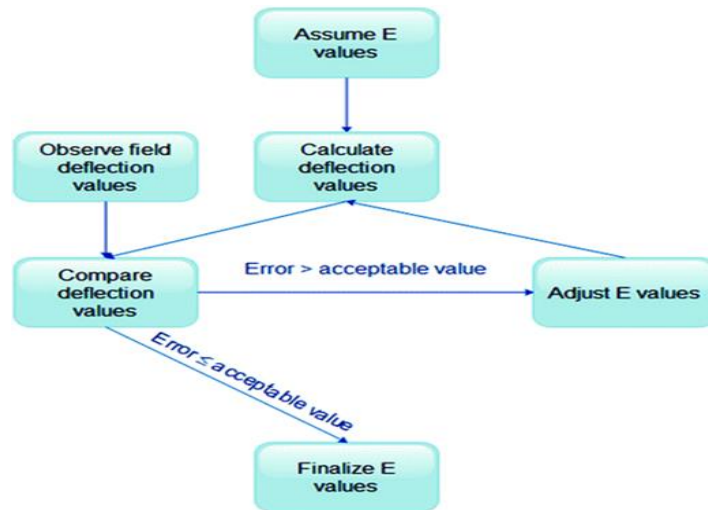 Assume E
values
Observe field
deflection
values
Calculate
deflection
values
Compare
deflection
values
Error > acceptable value
Adjust E values
Error ≤ acceptable value
Finalize E
values